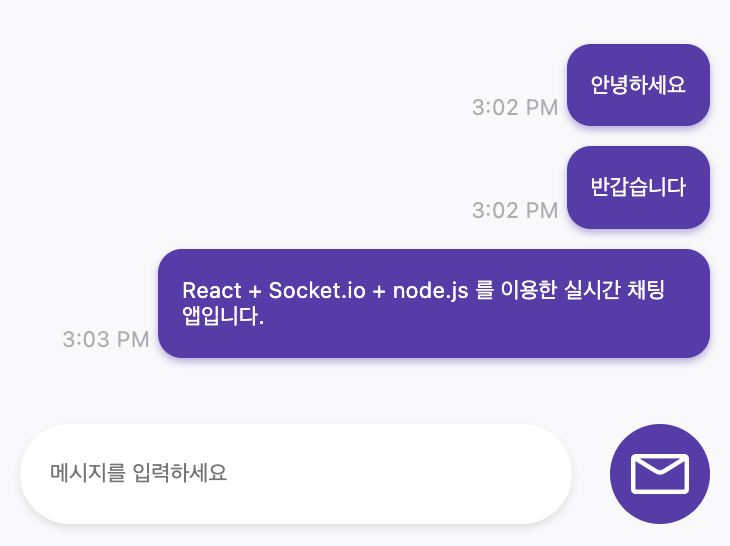 안녕하세요
3:02 PM
반갑습니다
3:02 PM
React + Socket.io + node.js 를 이용한 실시간 채팅
앱입니다.
3:03 PM
메시지를 입력하세요